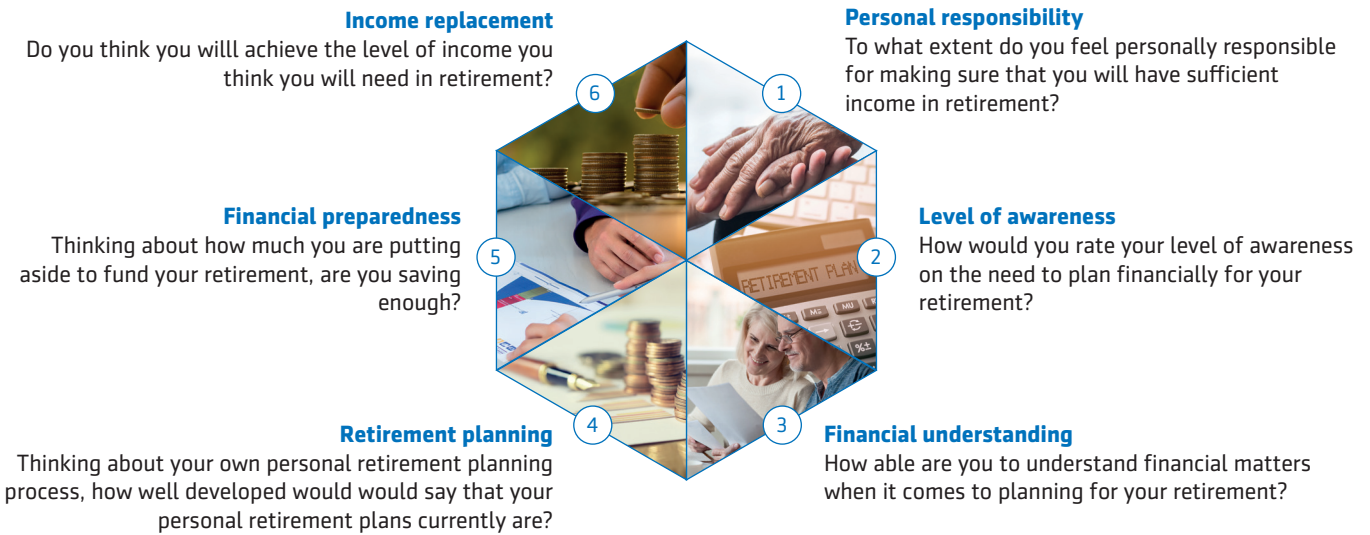 Personal responsibility
To what extent do you feel personally responsible
for making sure that you will have sufficient
income in retirement?
1
Level of awareness
How would you rate your level of awareness
on the need to plan financially for your
retirement?
2
RETIREMENT PLAN
MU
%±
Financial understanding
How able are you to understand financial matters
when it comes to planning for your retirement?
3
Retirement planning
Thinking about your own personal retirement planning
process, how well developed would would say that your
personal retirement plans currently are?
4
Financial preparedness
Thinking about how much you are putting
aside to fund your retirement, are you saving
enough?
5
Income replacement
Do you think you willl achieve the level of income you
think you will need in retirement?
6